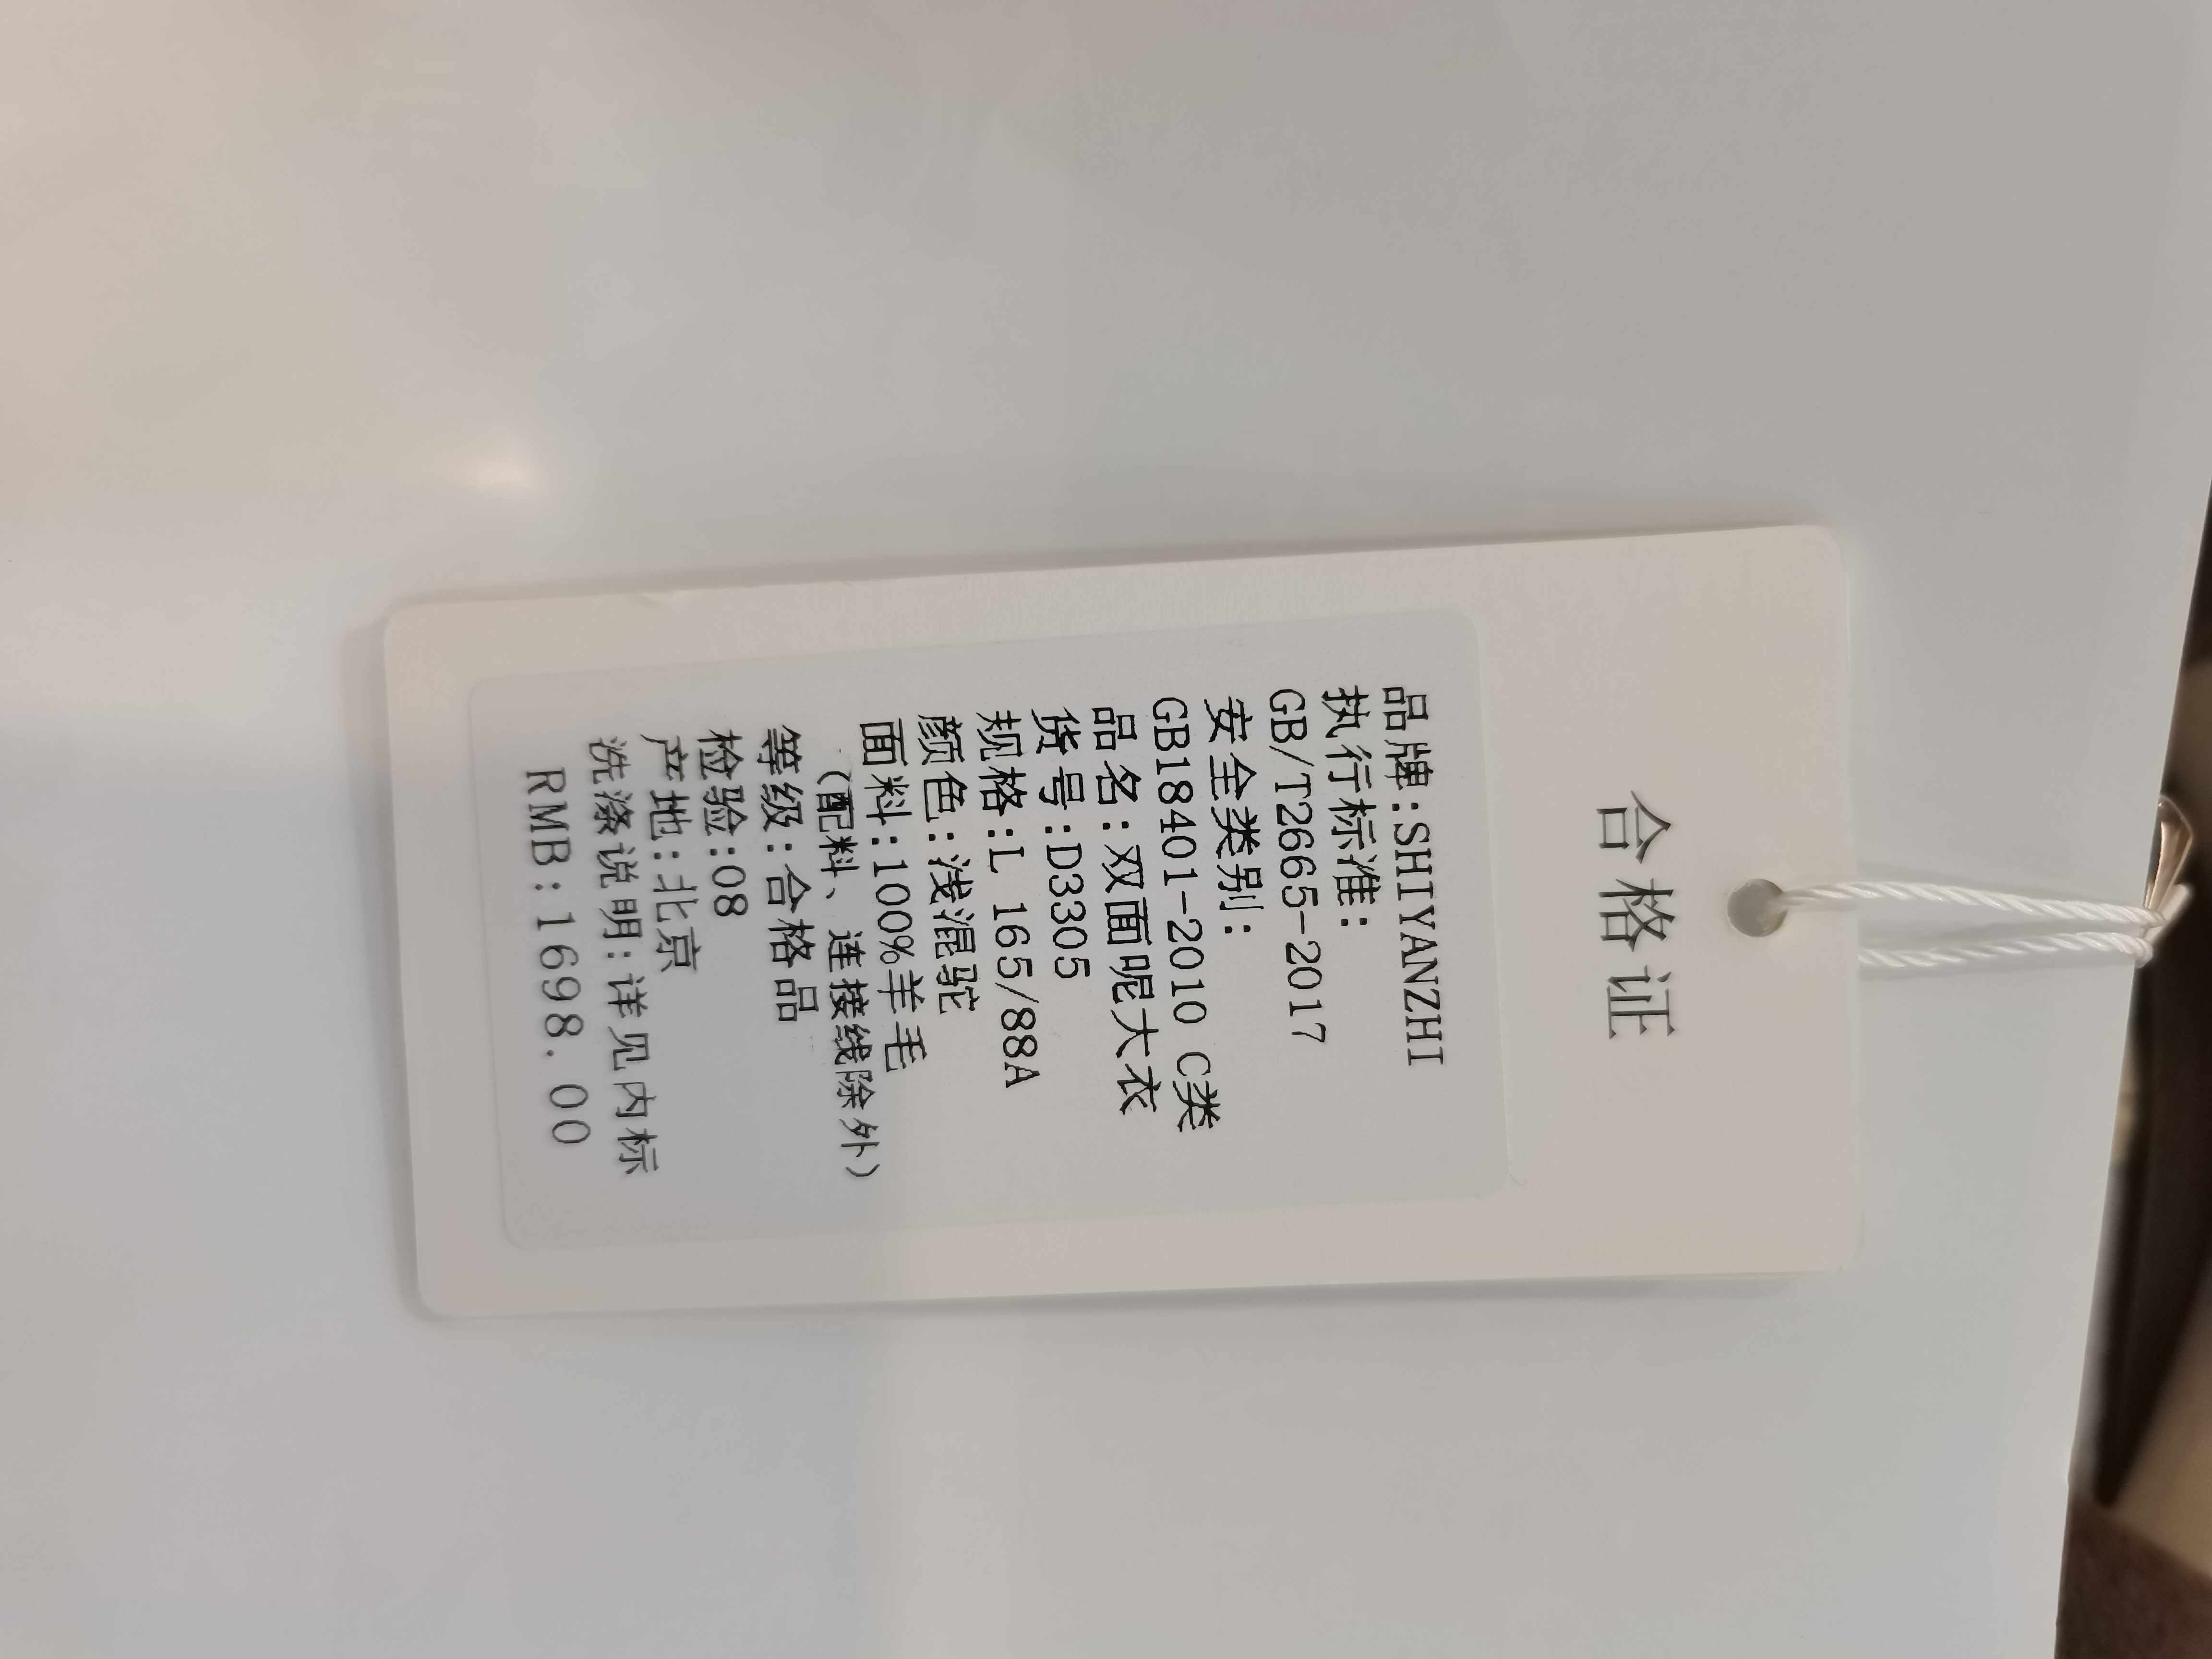 合格证
品牌:SHIYANZHI
执行标准:
GB/T2665-2017
安全类别:
GB18401-2010 C类
品名:双面呢大衣
货号:D3305
规格:L 165/88A
颜色:浅混驼
面料:100%羊毛
(配料、连接线除外)
等级:合格品
检验:08
产地:北京
洗涤说明:详见内标
RMB:1698.00